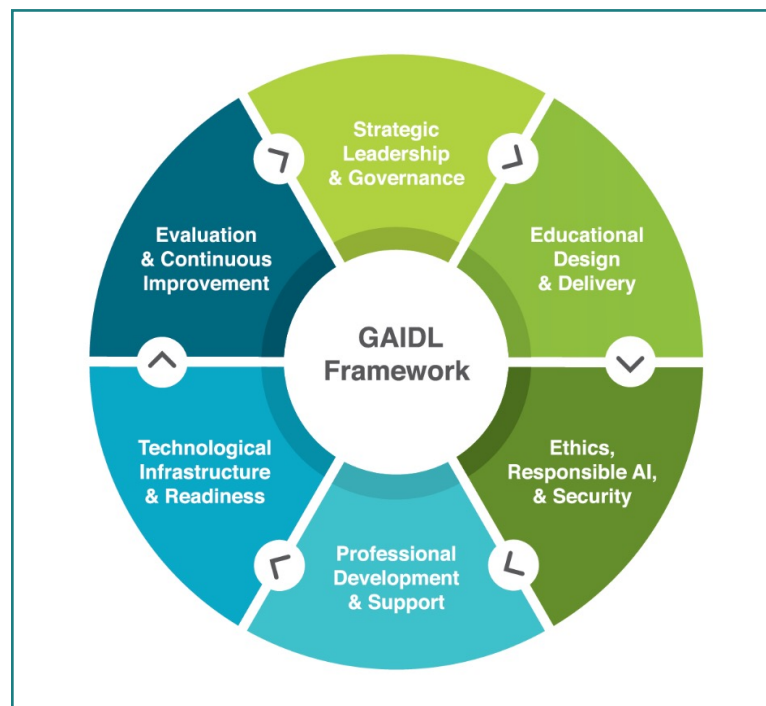 Strategic
Leadership
& Governance
Educational
Design
& Delivery
Ethics,
Responsible AI,
& Security
Professional
Development
& Support
Technological
Infrastructure
& Readiness
Evaluation
& Continuous
Improvement
GAIDL
Framework